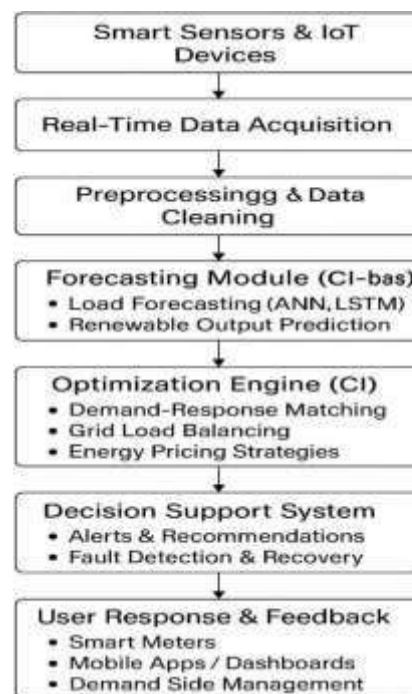 Smart Sensors & IoT
Devices
Real-Time Data Acquisition
Preprocessingg & Data
Cleaning
Forecasting Module (CI-bas)
• Load Forecasting (ANN, LSTM)
• Renewable Output Prediction
Optimization Engine (CI)
• Demand-Response Matching
• Grid Load Balancing
• Energy Pricing Strategies
Decision Support System
• Alerts & Recommendations
• Fault Detection & Recovery
User Response & Feedback
• Smart Meters
• Mobile Apps / Dashboards
• Demand Side Management